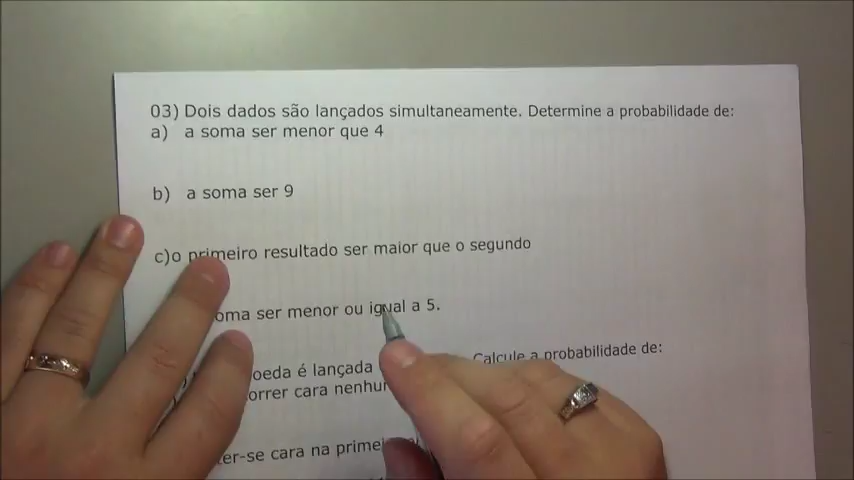 03) Dois dados são lançados simultaneamente. Determine a probabilidade de:
a) a soma ser menor que 4
b) a soma ser 9
c)o primeiro resultado ser maior que o segundo
oma ser menor ou igual a 5.
oeda é lançada Calcule a probabilidade de:
orrer cara nenhu
ter-se cara na prime